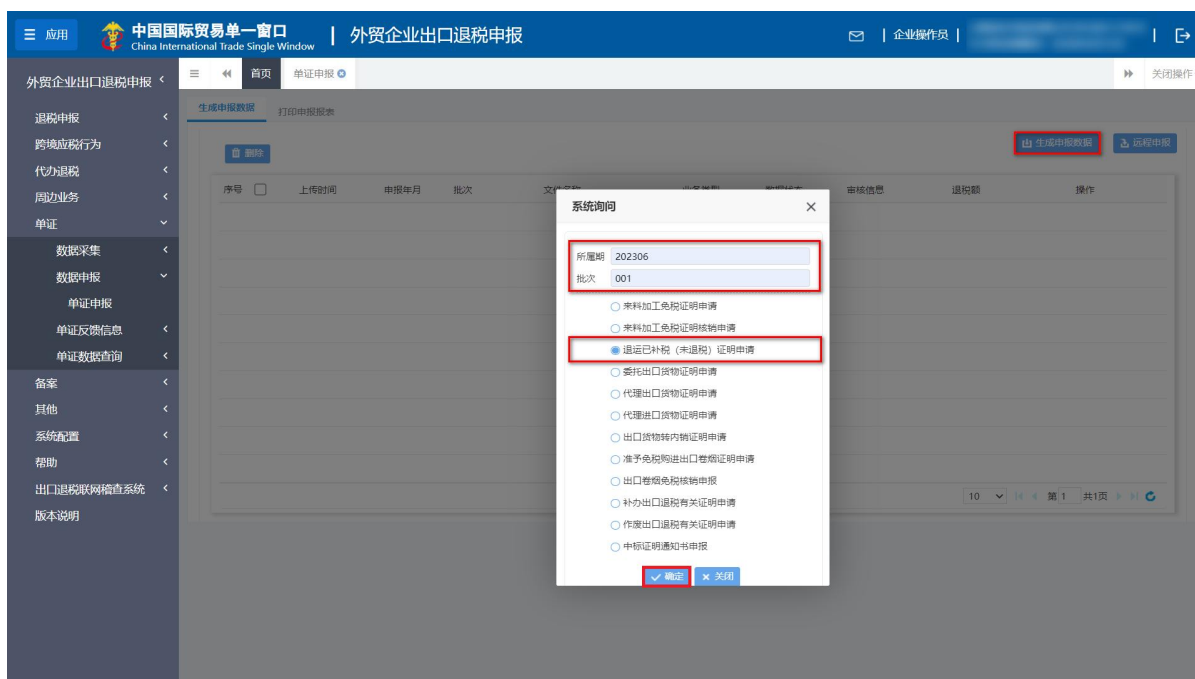 应用
中国国际贸易单一窗口
China International Trade Single Window
外贸企业出口退税申报
企业操作员
外贸企业出口退税申报
首页
单证申报
关闭操作
退税申报
跨境应税行为
代办退税
周边业务
单证
数据采集
数据申报
单证申报
单证反馈信息
单证数据查询
备案
其他
系统配置
帮助
出口退税联网稽查系统
版本说明
生成申报数据
打印申报报表
删除
生成申报数据
远程申报
序号 上传时间 申报年月 批次 文件名称 业务类型 数据状态 审核信息 退税额 操作
系统询问
所属期 202306
批次 001
来料加工免税证明申请
来料加工免税证明核销申请
退运已补税（未退税）证明申请
委托出口货物证明申请
代理出口货物证明申请
代理进口货物证明申请
出口货物转内销证明申请
准予免税购进出口卷烟证明申请
出口卷烟免税核销申报
补办出口退税有关证明申请
作废出口退税有关证明申请
中标证明通知书申报
确定 关闭
10 第 1 共1页